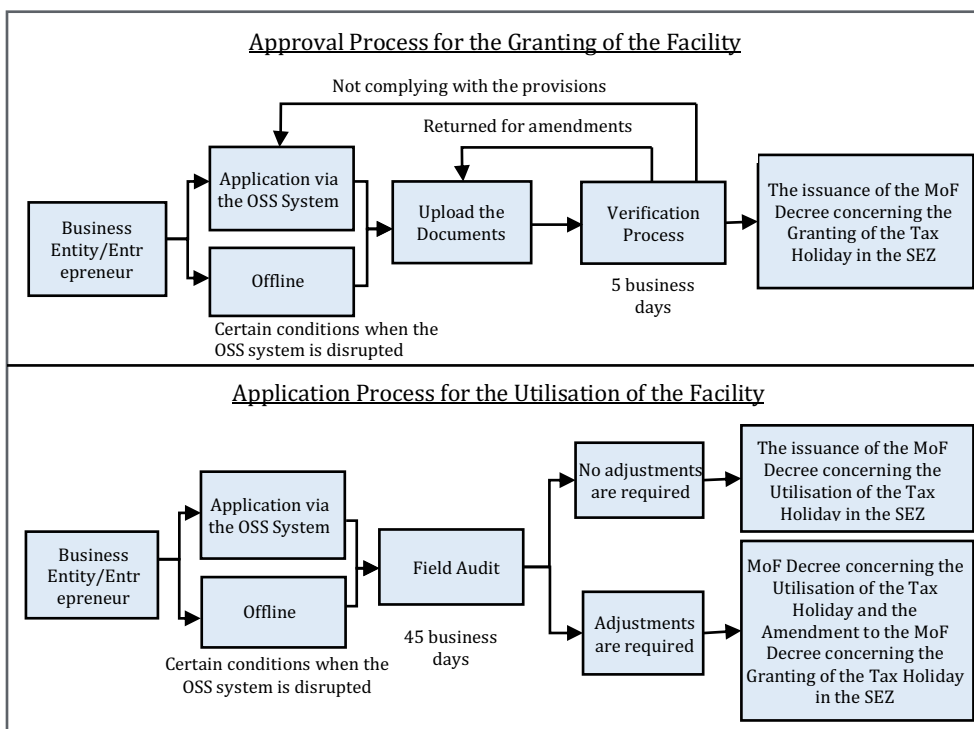 Approval Process for the Granting of the Facility
Not complying with the provisions
Returned for amendments
Business
Entity/Entr
epreneur
Application via
the OSS System
Offline
Certain conditions when the
OSS system is disrupted
Upload the
Documents
Verification
Process
5 business
days
The issuance of the MoF
Decree concerning the
Granting of the Tax
Holiday in the SEZ
Application Process for the Utilisation of the Facility
Business
Entity/Entr
epreneur
Application via
the OSS System
Offline
Certain conditions when the
OSS system is disrupted
Field Audit
45 business
days
No adjustments
are required
Adjustments
are required
The issuance of the MoF
Decree concerning the
Utilisation of the Tax
Holiday in the SEZ
MoF Decree concerning the
Utilisation of the Tax
Holiday and the
Amendment to the MoF
Decree concerning the
Granting of the Tax Holiday
in the SEZ